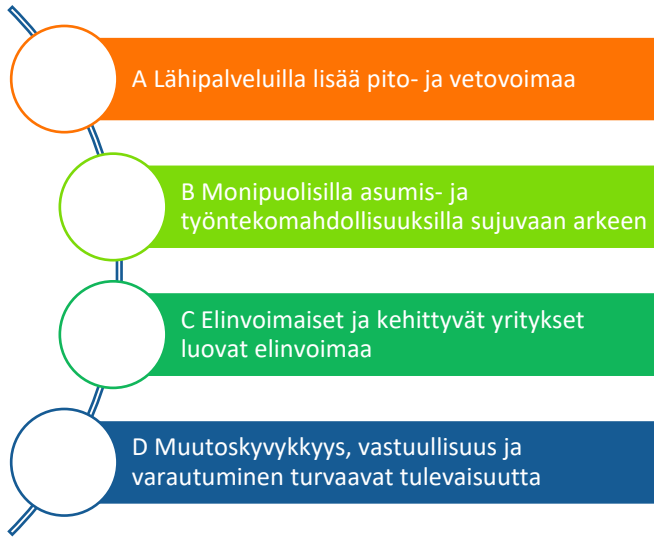 A Lähipalveluilla lisää pito- ja vetovoimaa
B Monipuolisilla asumis- ja
työntekomahdollisuuksilla sujuvaan arkeen
C Elinvoimaiset ja kehittyvät yritykset
luovat elinvoimaa
D Muutoskyvykkyys, vastuullisuus ja
varautuminen turvaavat tulevaisuutta